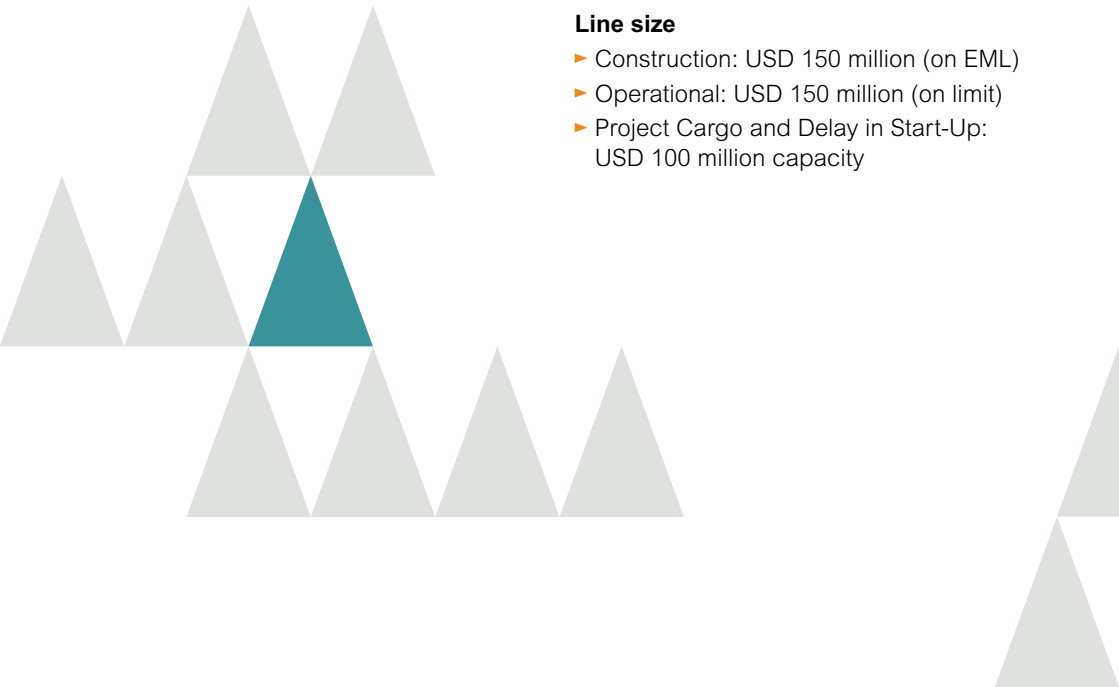 Line size
► Construction: USD 150 million (on EML)
► Operational: USD 150 million (on limit)
► Project Cargo and Delay in Start-Up:
USD 100 million capacity